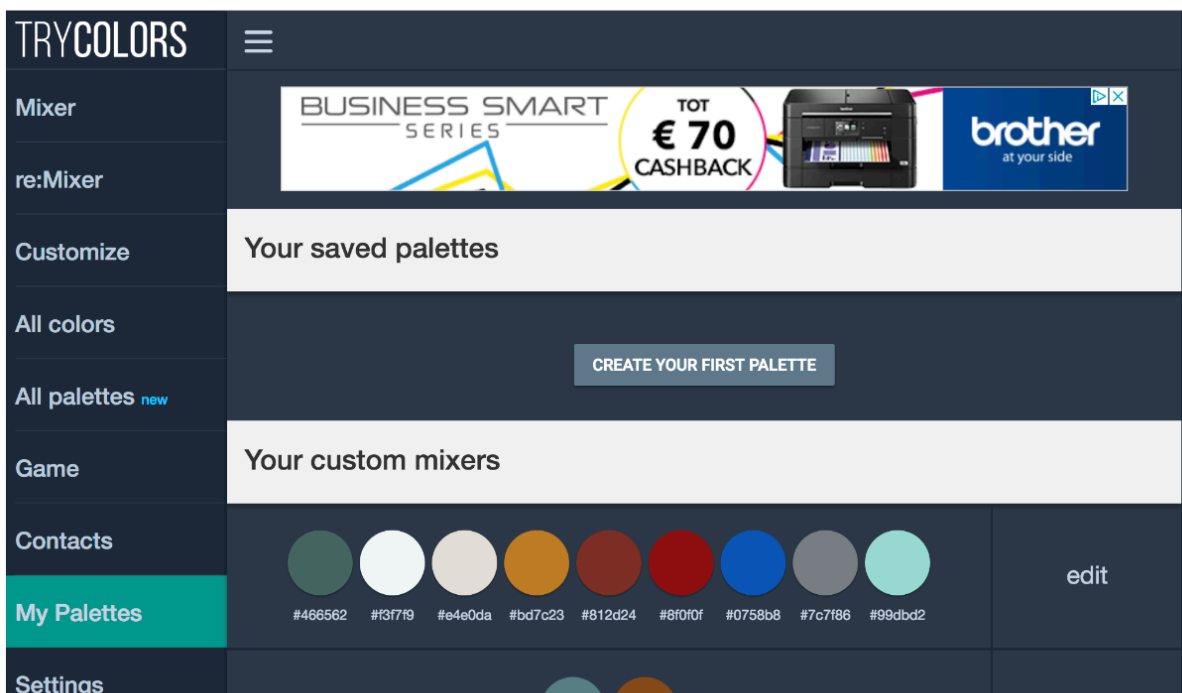 TRYCOLORS
Mixer
re:Mixer
Customize
All colors
All palettes new
Game
Contacts
My Palettes
Settings
BUSINESS SMART
SERIES
TOT
€ 70
CASHBACK
brother
brother
at your side
Your saved palettes
CREATE YOUR FIRST PALETTE
Your custom mixers
#466562 #f3f7f9 #e4e0da #bd7c23 #812d24 #8f0f0f #0758b8 #7c7f86 #99dbd2
edit